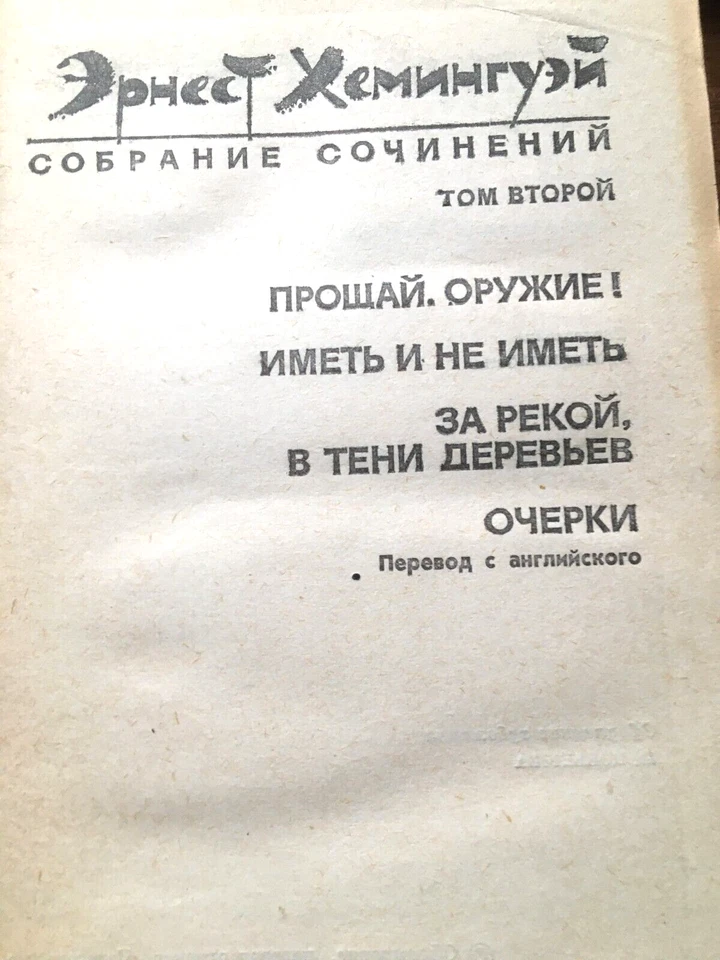 Эрнест Хемингуэй
СОБРАНИЕ СОЧИНЕНИЙ
ТОМ ВТОРОЙ
ПРОЩАЙ. ОРУЖИЕ!
ИМЕТЬ И НЕ ИМЕТЬ
ЗА РЕКОЙ,
В ТЕНИ ДЕРЕВЬЕВ
ОЧЕРКИ
Перевод с английского